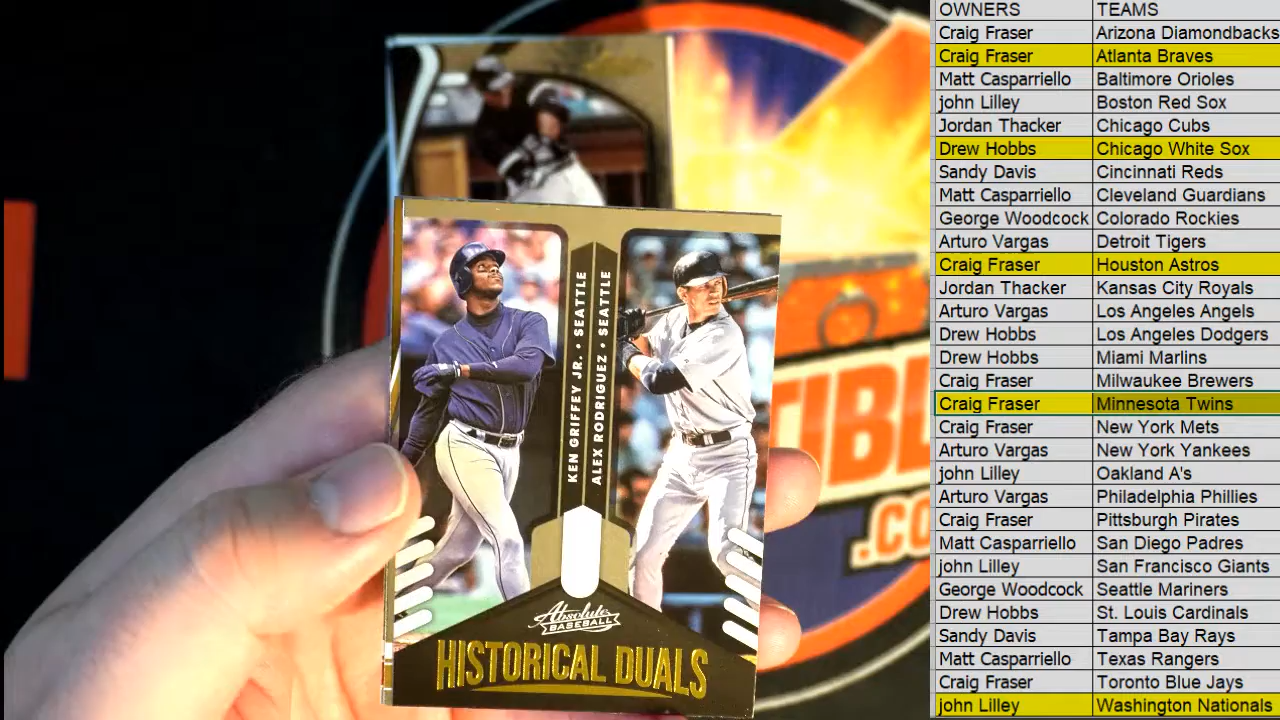 KEN GRIFFEY JR. • SEATTLE
ALEX RODRIGUEZ • SEATTLE
Absolute
BASEBALL
HISTORICAL DUALS
TIBL
.CO
OWNERS TEAMS
Craig Fraser Arizona Diamondbacks
Craig Fraser Atlanta Braves
Matt Casparriello Baltimore Orioles
john Lilley Boston Red Sox
Jordan Thacker Chicago Cubs
Drew Hobbs Chicago White Sox
Sandy Davis Cincinnati Reds
Matt Casparriello Cleveland Guardians
George Woodcock Colorado Rockies
Arturo Vargas Detroit Tigers
Craig Fraser Houston Astros
Jordan Thacker Kansas City Royals
Arturo Vargas Los Angeles Angels
Drew Hobbs Los Angeles Dodgers
Drew Hobbs Miami Marlins
Craig Fraser Milwaukee Brewers
Craig Fraser Minnesota Twins
Craig Fraser New York Mets
Arturo Vargas New York Yankees
john Lilley Oakland A's
Arturo Vargas Philadelphia Phillies
Craig Fraser Pittsburgh Pirates
Matt Casparriello San Diego Padres
john Lilley San Francisco Giants
George Woodcock Seattle Mariners
Drew Hobbs St. Louis Cardinals
Sandy Davis Tampa Bay Rays
Matt Casparriello Texas Rangers
Craig Fraser Toronto Blue Jays
john Lilley Washington Nationals